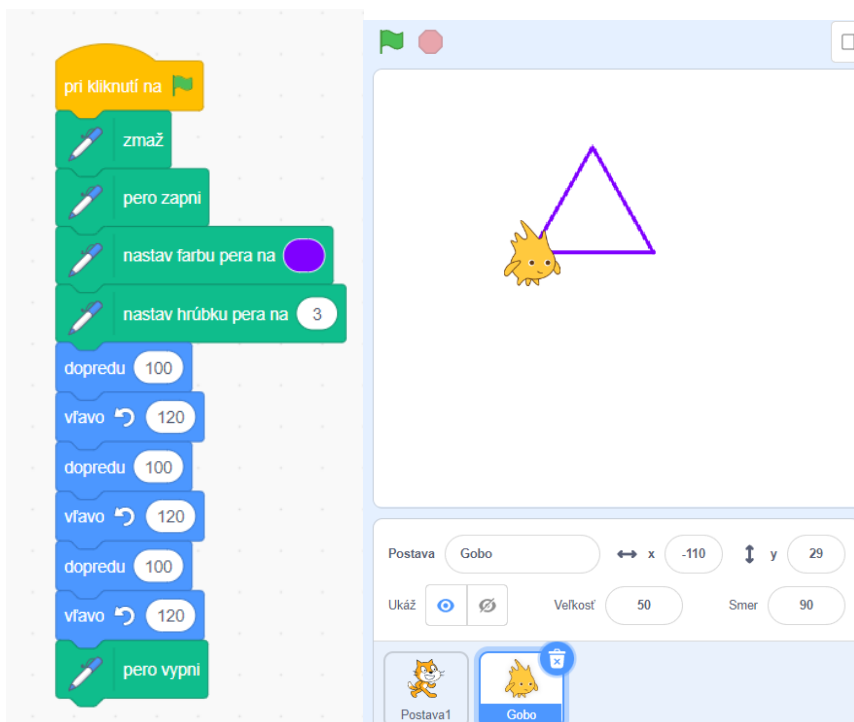 pri kliknutí na
zmaž
pero zapni
nastav farbu pera na
nastav hrúbku pera na 3
dopredu 100
vľavo 120
dopredu 100
vľavo 120
dopredu 100
vľavo 120
pero vypni
Postava Gobo x -110 y 29
Ukáž Veľkosť 50 Smer 90
Postava1 Gobo